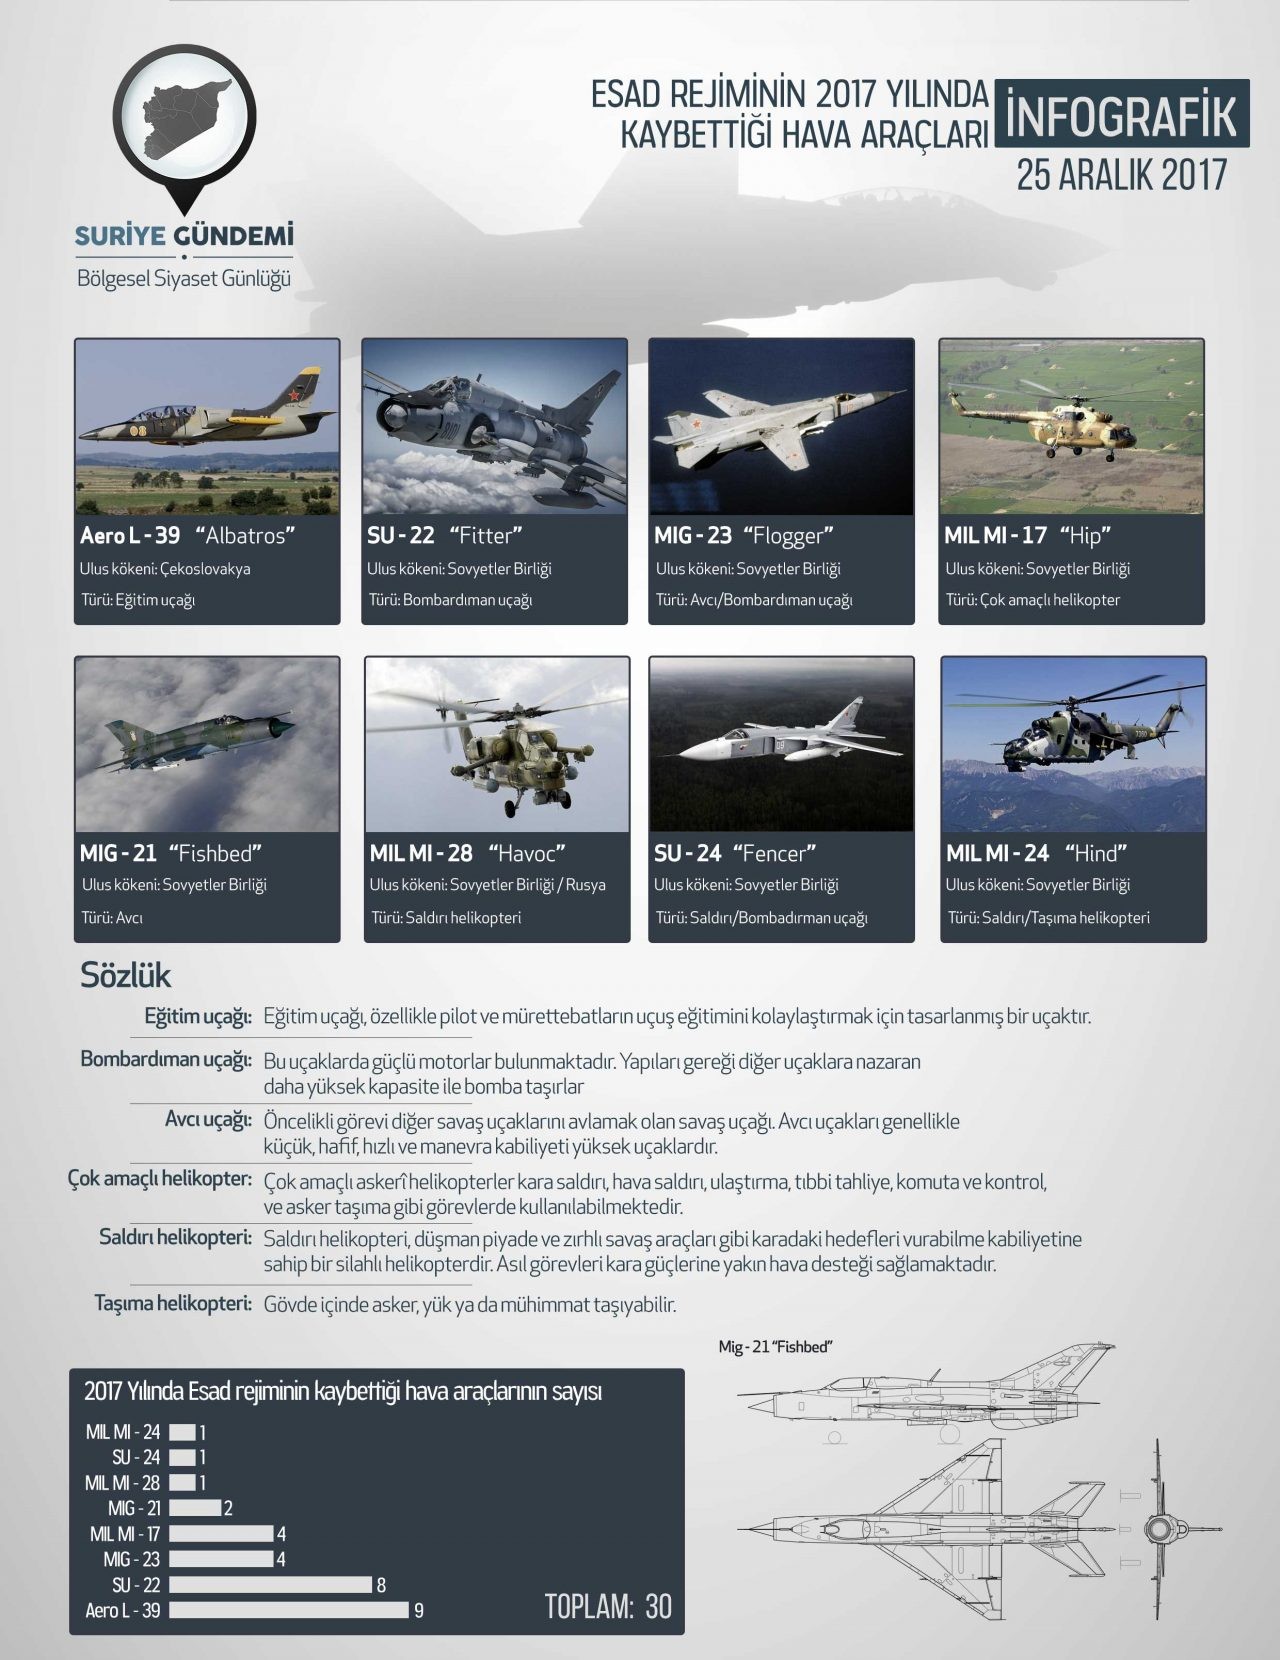 ESAD REJİMİNİN 2017 YILINDA
KAYBETTİĞİ HAVA ARAÇLARI
İNFOGRAFİK
25 ARALIK 2017
SURİYE GÜNDEMİ
Bölgesel Siyaset Günlüğü
Aero L - 39 “Albatros”
Ulus kökeni: Çekoslovakya
Türü: Eğitim uçağı
SU - 22 “Fitter”
Ulus kökeni: Sovyetler Birliği
Türü: Bombardıman uçağı
MIG - 23 “Flogger”
Ulus kökeni: Sovyetler Birliği
Türü: Avcı/Bombardıman uçağı
MIL MI - 17 “Hip”
Ulus kökeni: Sovyetler Birliği
Türü: Çok amaçlı helikopter
MIG - 21 “Fishbed”
Ulus kökeni: Sovyetler Birliği
Türü: Avcı
MIL MI - 28 “Havoc”
Ulus kökeni: Sovyetler Birliği / Rusya
Türü: Saldırı helikopteri
SU - 24 “Fencer”
Ulus kökeni: Sovyetler Birliği
Türü: Saldırı/Bombadırman uçağı
MIL MI - 24 “Hind”
Ulus kökeni: Sovyetler Birliği
Türü: Saldırı/Taşıma helikopteri
Sözlük
Eğitim uçağı: Eğitim uçağı, özellikle pilot ve mürettebatların uçuş eğitimini kolaylaştırmak için tasarlanmış bir uçaktır.
Bombardıman uçağı: Bu uçaklarda güçlü motorlar bulunmaktadır. Yapıları gereği diğer uçaklara nazaran
daha yüksek kapasite ile bomba taşırlar
Avcı uçağı: Öncelikli görevi diğer savaş uçaklarını avlamak olan savaş uçağı. Avcı uçakları genellikle
küçük, hafif, hızlı ve manevra kabiliyeti yüksek uçaklardır.
Çok amaçlı helikopter: Çok amaçlı askerî helikopterler kara saldırı, hava saldırı, ulaştırma, tıbbi tahliye, komuta ve kontrol,
ve asker taşıma gibi görevlerde kullanılabilmektedir.
Saldırı helikopteri: Saldırı helikopteri, düşman piyade ve zırhlı savaş araçları gibi karadaki hedefleri vurabilme kabiliyetine
sahip bir silahlı helikopterdir. Asıl görevleri kara güçlerine yakın hava desteği sağlamaktadır.
Taşıma helikopteri: Gövde içinde asker, yük ya da mühimmat taşıyabilir.
Mig - 21 “Fishbed”
2017 Yılında Esad rejiminin kaybettiği hava araçlarının sayısı
MIL MI - 24 1
SU - 24 1
MIL MI - 28 1
MIG - 21 2
MIL MI - 17 4
MIG - 23 4
SU - 22 8
Aero L - 39 9
TOPLAM: 30